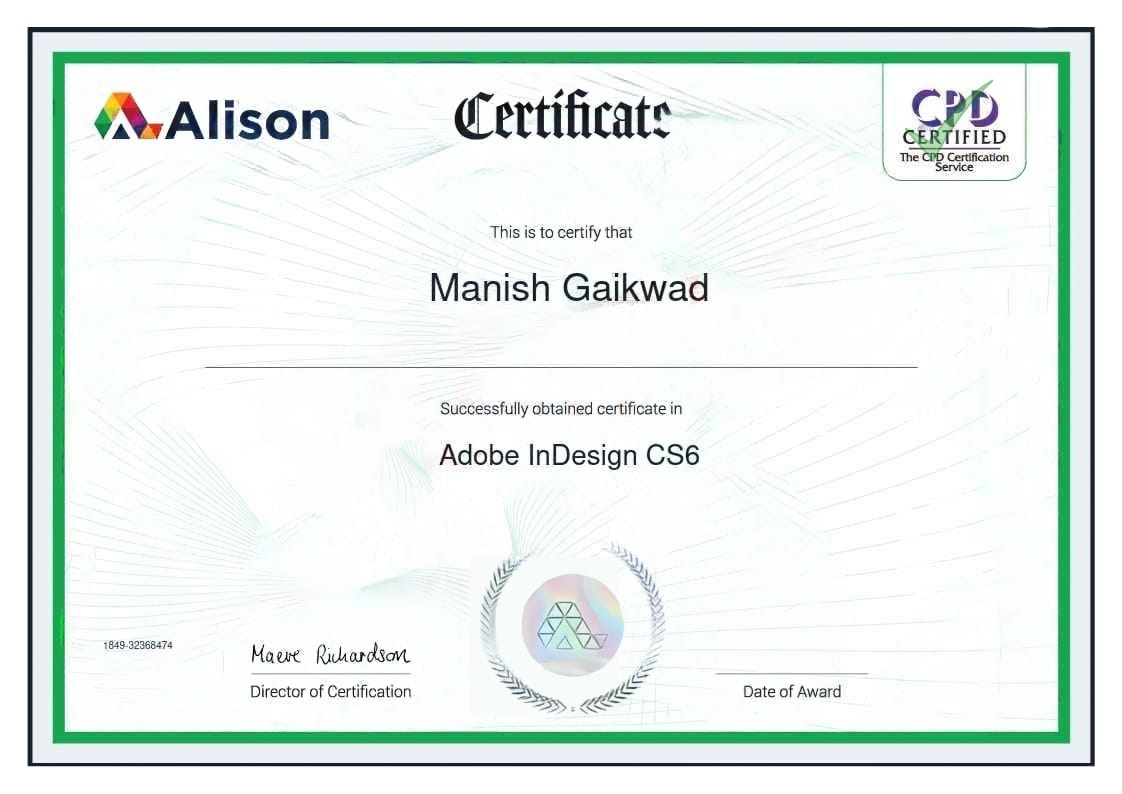 Alison
Certificate
CPD
CERTIFIED
The CPD Certification
Service
This is to certify that
Manish Gaikwad
Successfully obtained certificate in
Adobe InDesign CS6
1849-32368474
Maeve Richardson
Director of Certification
Date of Award